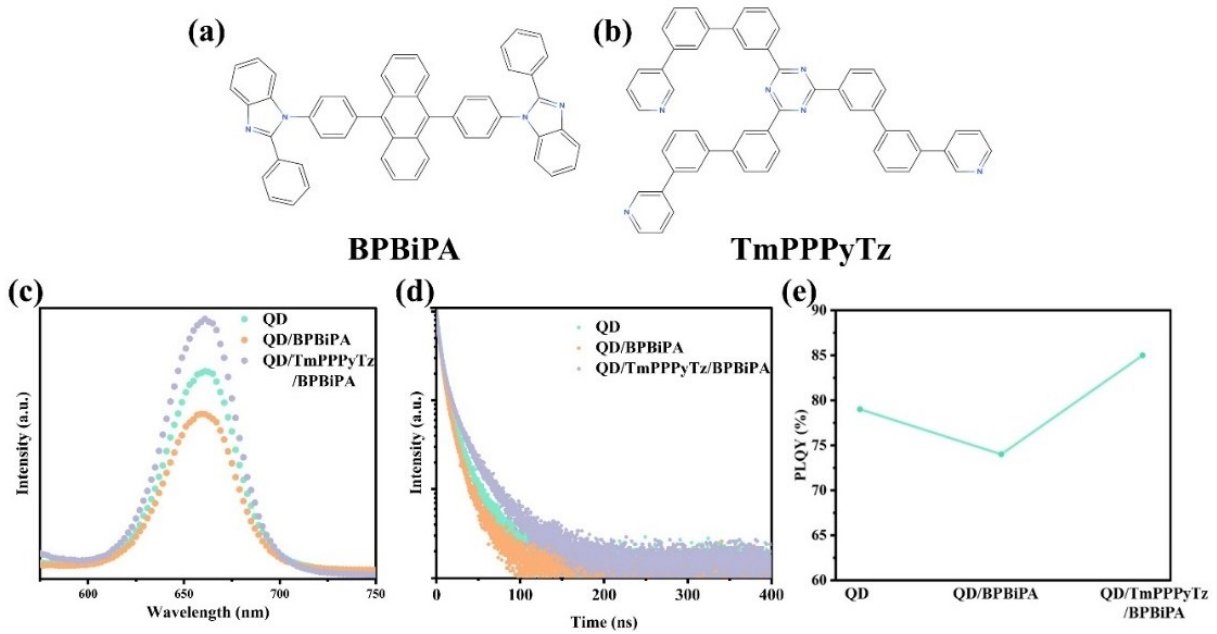 (a)
(b)
N
N
N
N
N
N
N
N
N
N
BPBiPA
TmPPPyTz
(c)
QD
QD/BPBiPA
QD/TmPPPyTz
/BPBiPA
Intensity (a.u.)
600
650
700
750
Wavelength (nm)
(d)
QD
QD/BPBiPA
QD/TmPPPyTz/BPBiPA
Intensity (a.u.)
0
100
200
300
400
Time (ns)
(e)
90
85
80
75
70
65
60
PLQY (%)
QD
QD/BPBiPA
QD/TmPPPyTz
/BPBiPA